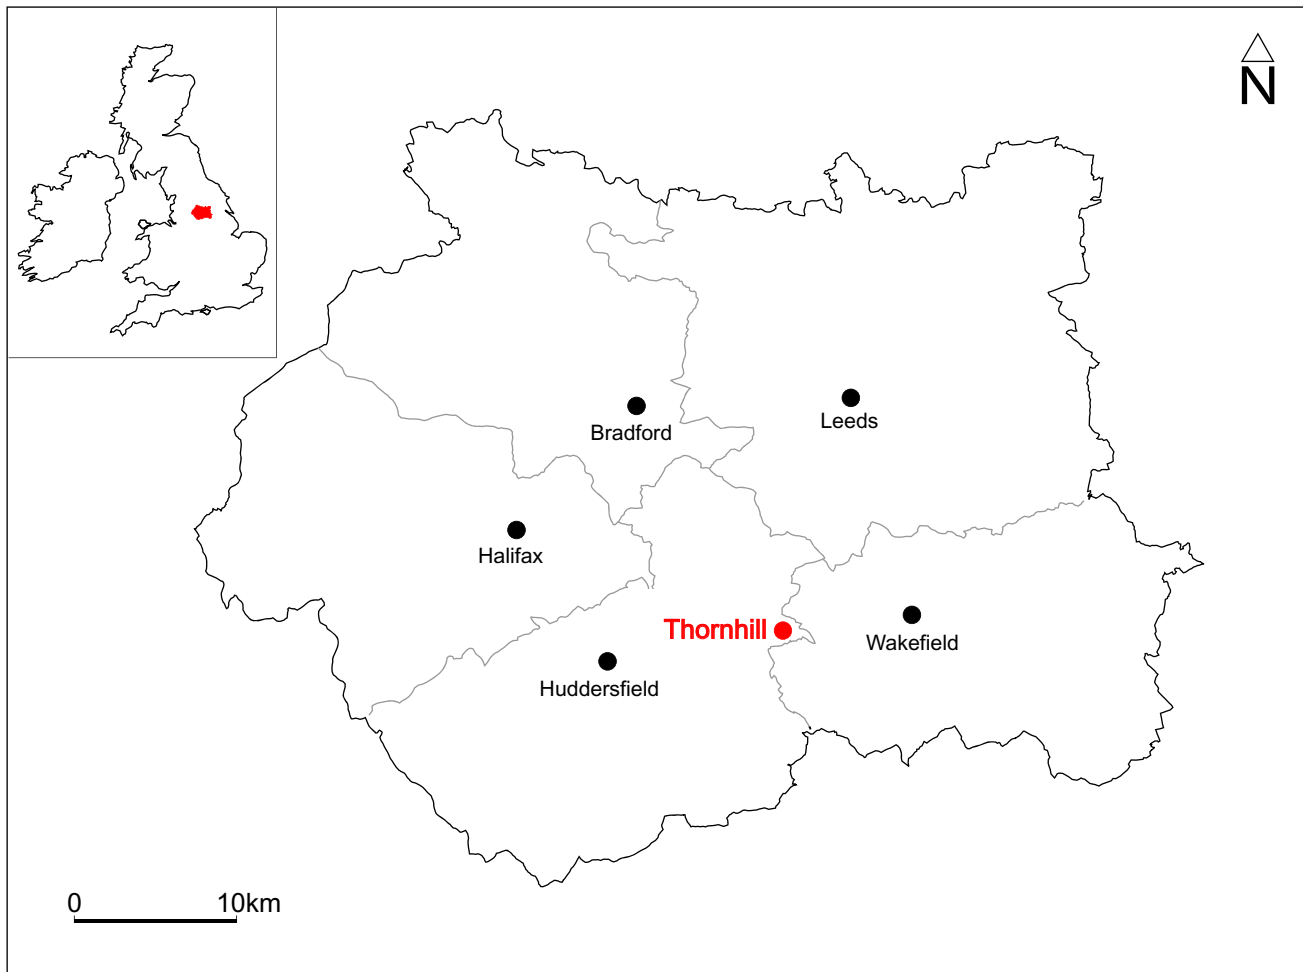 N
Bradford
Leeds
Halifax
Thornhill
Wakefield
Huddersfield
0 10km